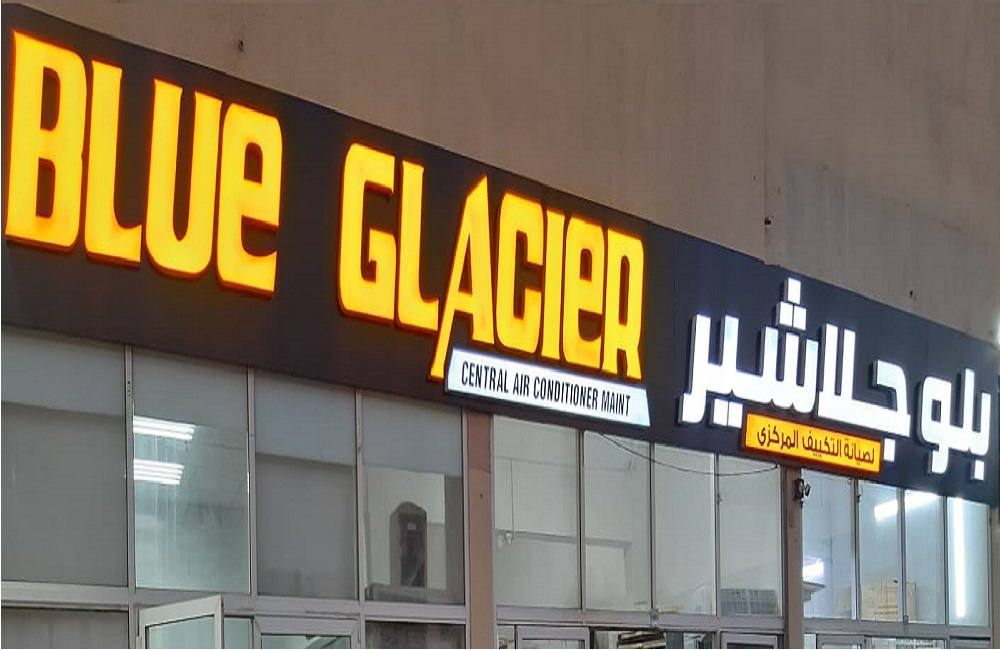 BLUE GLACIER
CENTRAL AIR CONDITIONER MAINT
بلو جلاشير
لصيانة التكييف المركزي